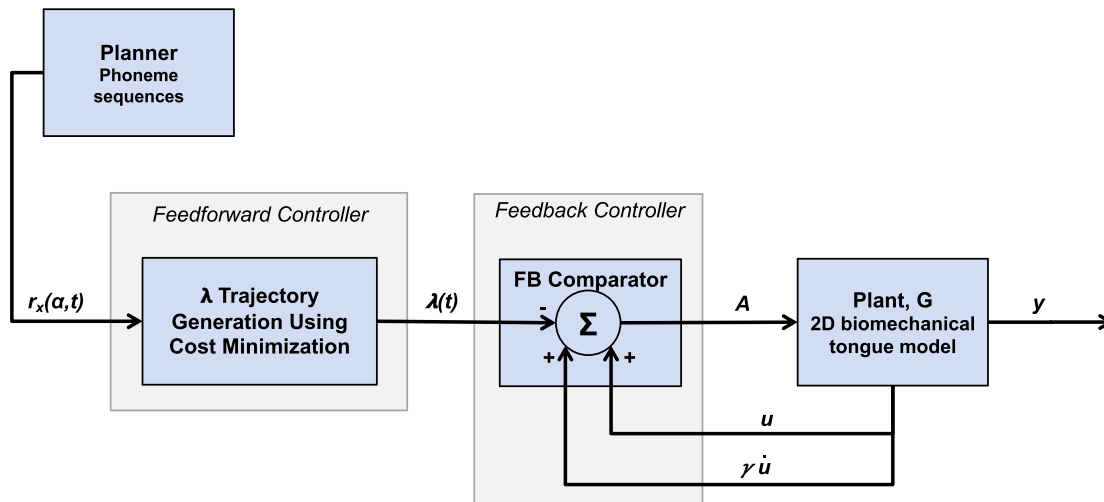 Planner
Phoneme
sequences
Feedforward Controller
Feedback Controller
r_x(α,t)
λ Trajectory
Generation Using
Cost Minimization
λ(t)
FB Comparator
-
Σ
+
+
A
Plant, G
2D biomechanical
tongue model
y
u
γ u̇